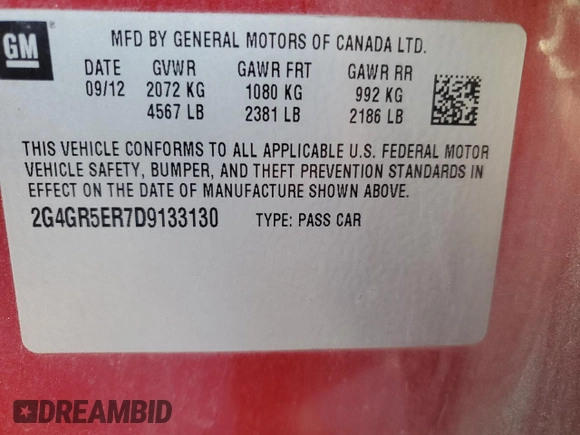 GM
MFD BY GENERAL MOTORS OF CANADA LTD.
DATE GVWR GAWR FRT GAWR RR
09/12 2072 KG 1080 KG 992 KG
4567 LB 2381 LB 2186 LB
THIS VEHICLE CONFORMS TO ALL APPLICABLE U.S. FEDERAL MOTOR
VEHICLE SAFETY, BUMPER, AND THEFT PREVENTION STANDARDS IN
EFFECT ON THE DATE OF MANUFACTURE SHOWN ABOVE.
2G4GR5ER7D9133130 TYPE: PASS CAR
DREAMBID